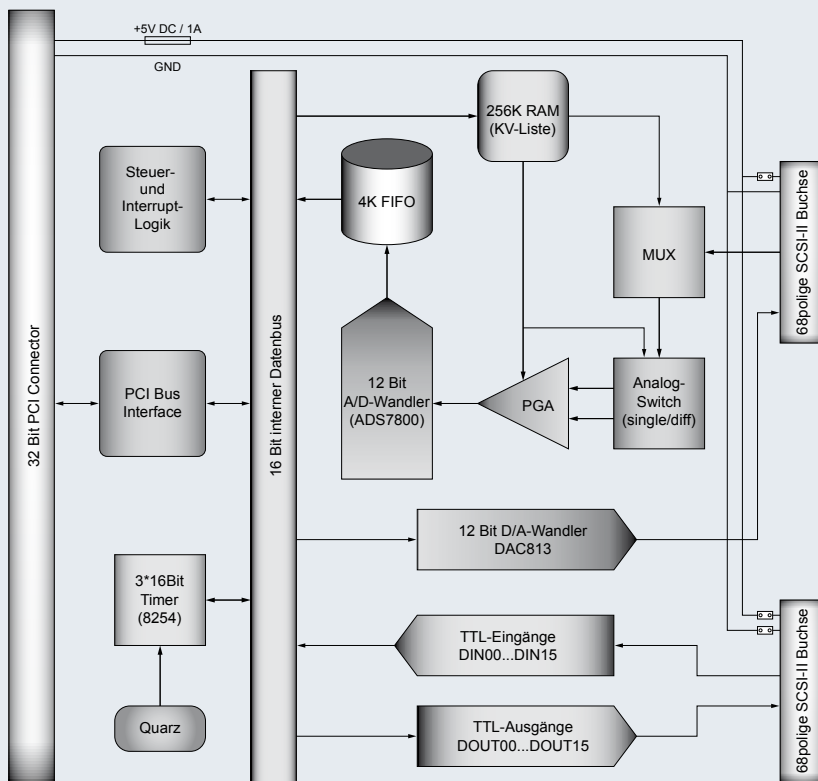 +5V DC / 1A
GND
32 Bit PCI Connector
16 Bit interner Datenbus
256K RAM
(KV-Liste)
Steuer-
und
Interrupt-
Logik
4K FIFO
MUX
68polige SCSI-II Buchse
PCI Bus
Interface
12 Bit
A/D-Wandler
(ADS7800)
PGA
Analog-
Switch
(single/diff)
12 Bit D/A-Wandler
DAC813
3*16Bit
Timer
(8254)
TTL-Eingänge
DIN00...DIN15
Quarz
TTL-Ausgänge
DOUT00...DOUT15
68polige SCSI-II Buchse